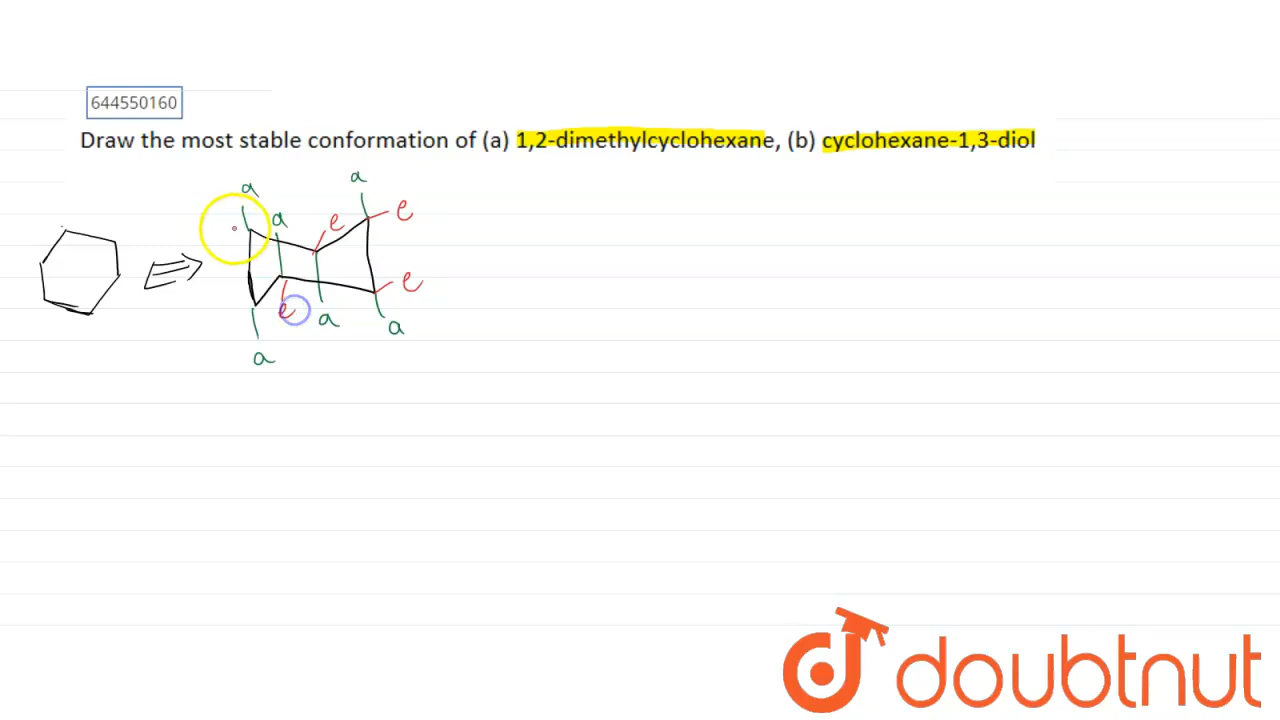 644550160
Draw the most stable conformation of (a) 1,2-dimethylcyclohexane, (b) cyclohexane-1,3-diol
a
a
a
e
e
e
e
a
a
a
doubtnut